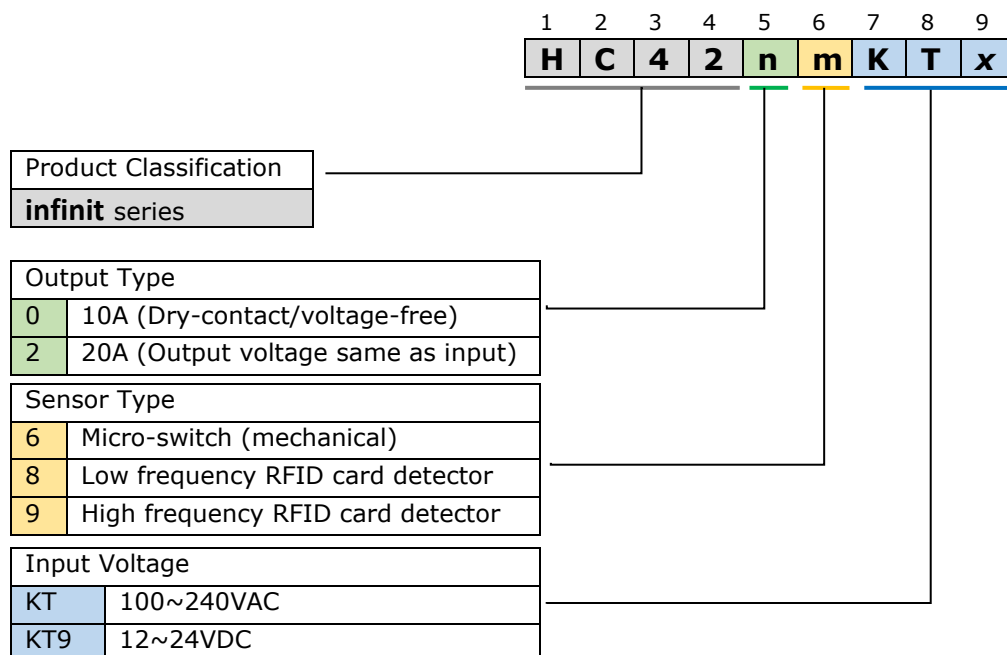 1 2 3 4 5 6 7 8 9
H C 4 2 n m K T x
Product Classification
infinit series
Output Type
0 10A (Dry-contact/voltage-free)
2 20A (Output voltage same as input)
Sensor Type
6 Micro-switch (mechanical)
8 Low frequency RFID card detector
9 High frequency RFID card detector
Input Voltage
KT 100~240VAC
KT9 12~24VDC